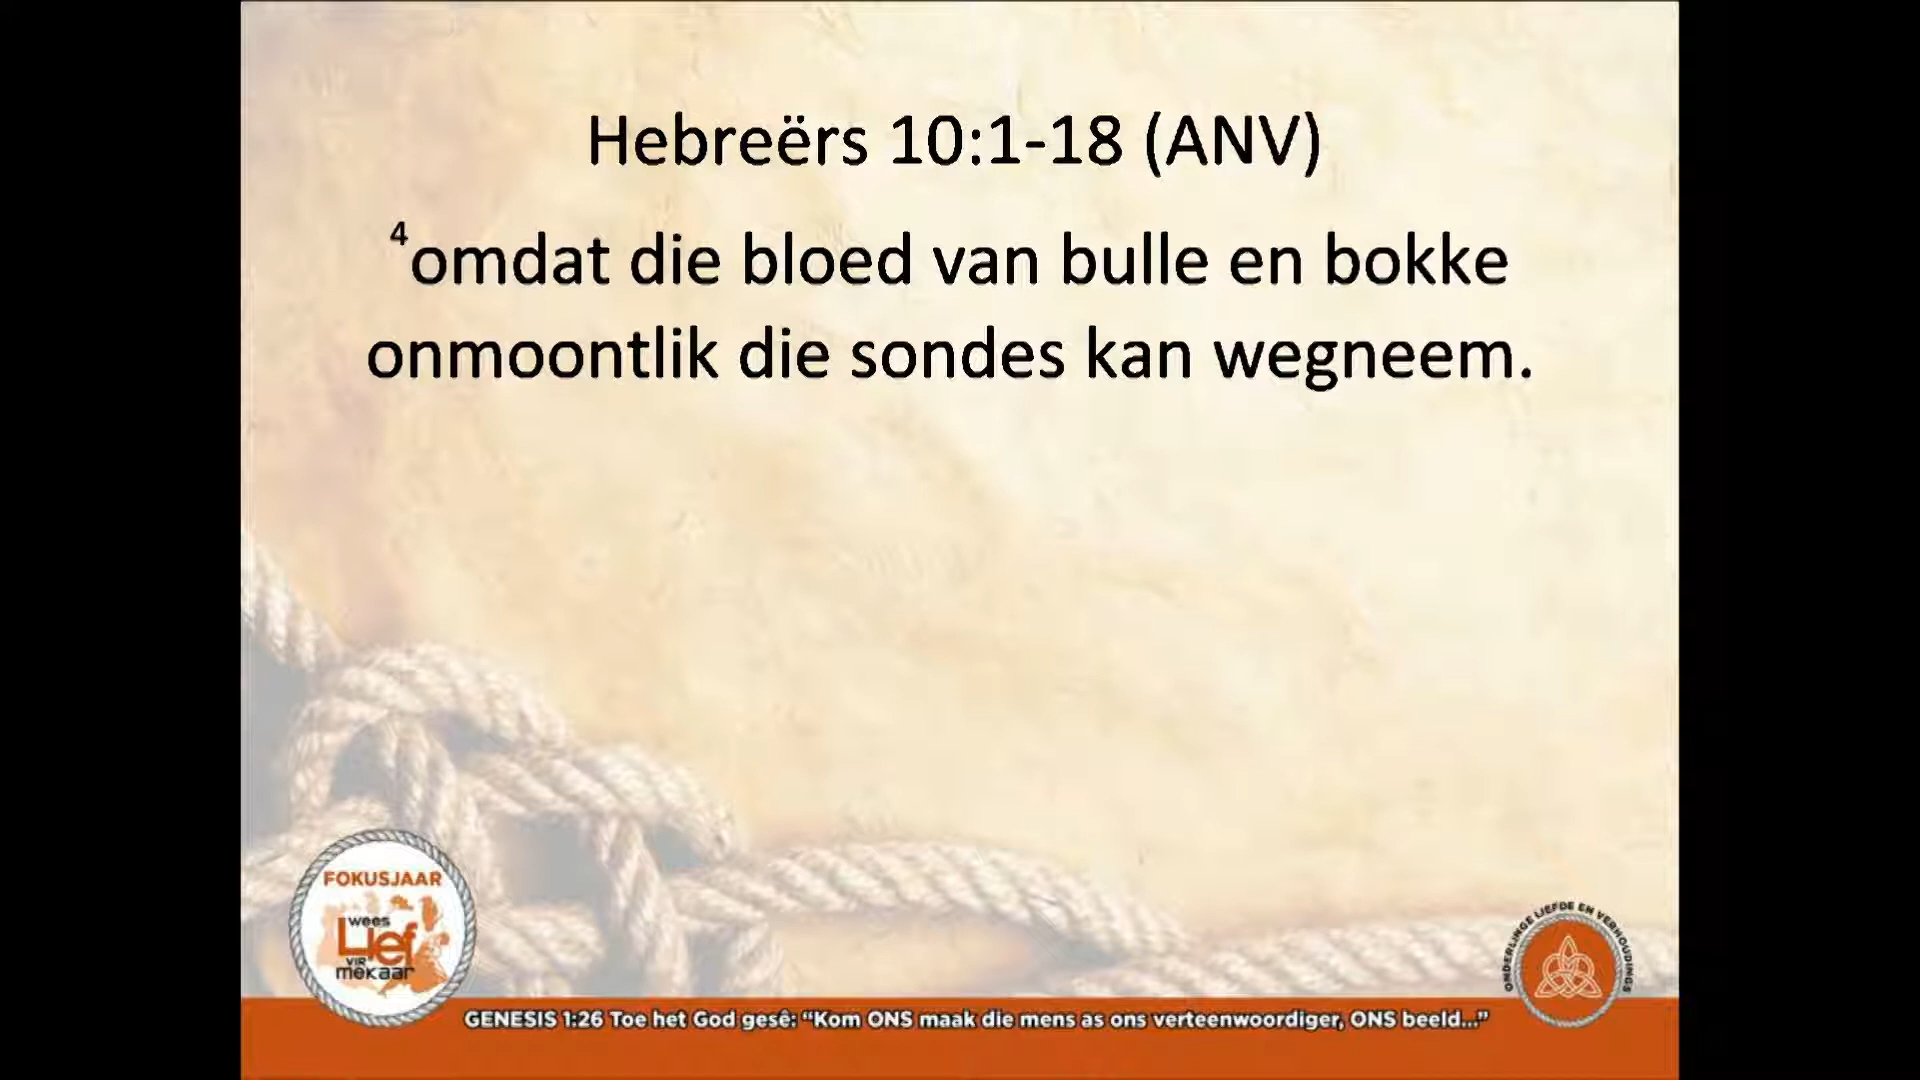 Hebreërs 10:1-18 (ANV)
4omdat die bloed van bulle en bokke
onmoontlik die sondes kan wegneem.
FOKUSJAAR
wees
Lief
VIR
mekaar
ONDERLINGE LIEFDE EN VERHOUDINGS
GENESIS 1:26 Toe het God gesê: “Kom ONS maak die mens as ons verteenwoordiger, ONS beeld...”